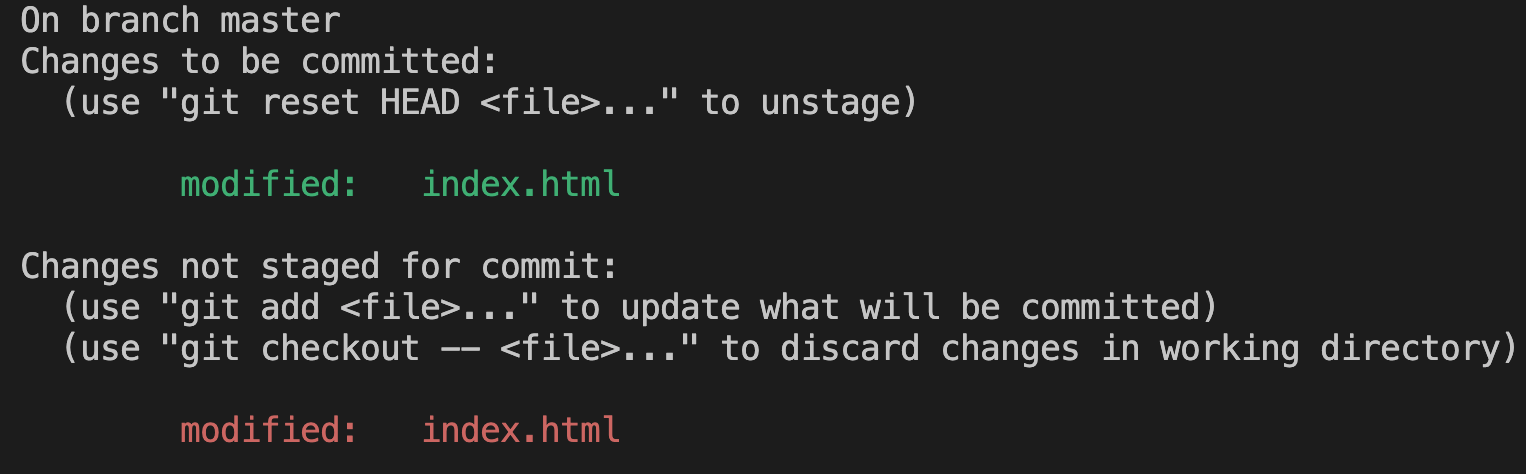 On branch master
Changes to be committed:
  (use "git reset HEAD <file>..." to unstage)
        modified:   index.html
Changes not staged for commit:
  (use "git add <file>..." to update what will be committed)
  (use "git checkout -- <file>..." to discard changes in working directory)
        modified:   index.html